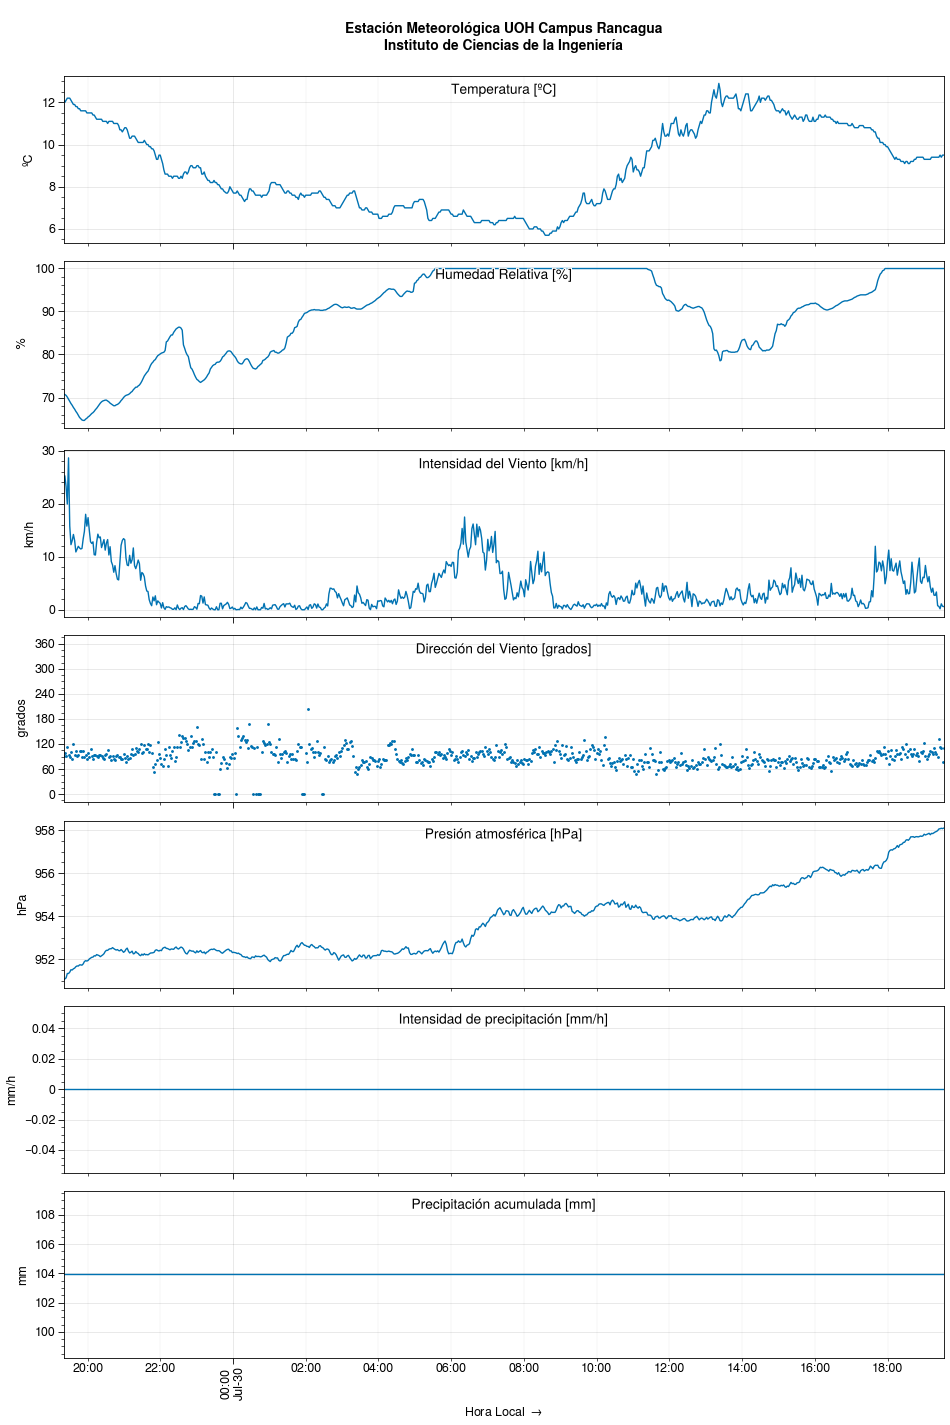 Estación Meteorológica UOH Campus Rancagua
Instituto de Ciencias de la Ingeniería
Temperatura [ºC]
ºC
12
10
8
6
Humedad Relativa [%]
%
100
90
80
70
Intensidad del Viento [km/h]
km/h
30
20
10
0
Dirección del Viento [grados]
grados
360
300
240
180
120
60
0
Presión atmosférica [hPa]
hPa
958
956
954
952
Intensidad de precipitación [mm/h]
mm/h
0.04
0.02
0
−0.02
−0.04
Precipitación acumulada [mm]
mm
108
106
104
102
100
20:00 22:00 00:00 02:00 04:00 06:00 08:00 10:00 12:00 14:00 16:00 18:00
Jul-30
Hora Local →